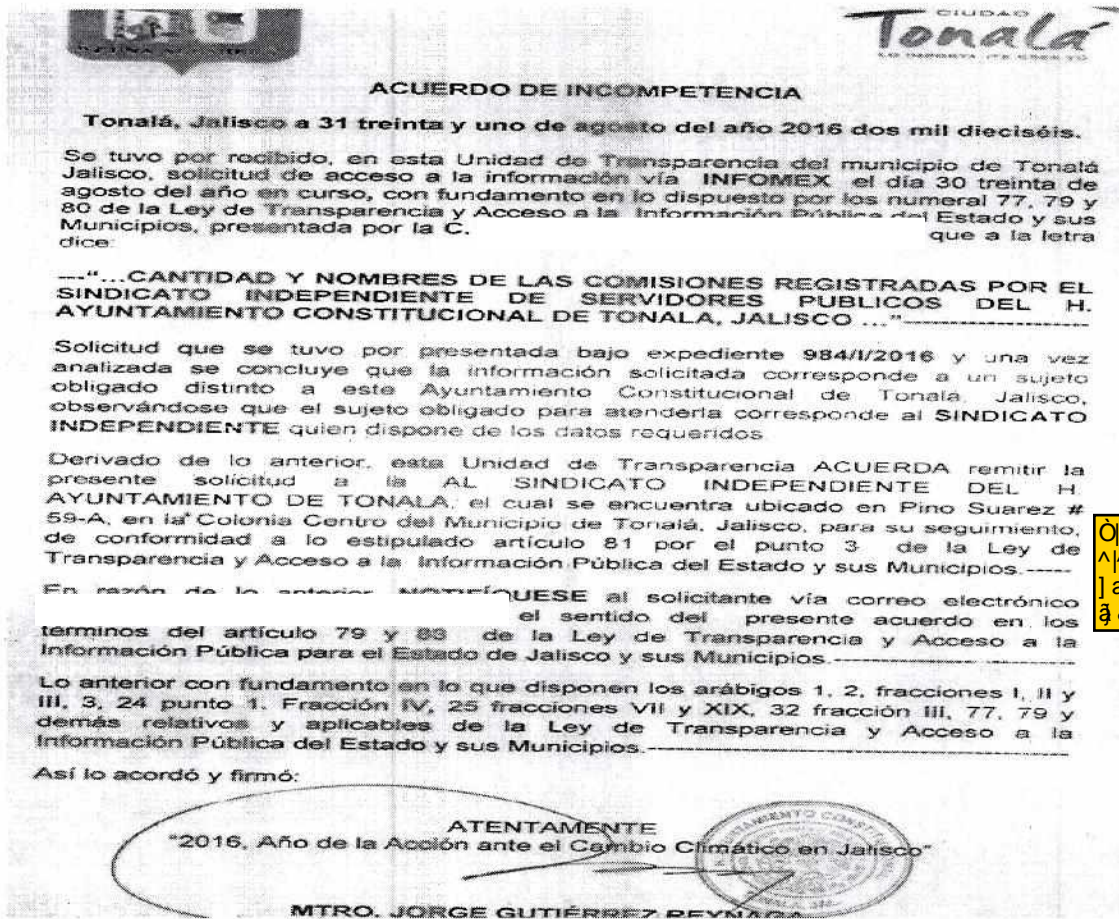 CIUDAD
Tonalá
ACUERDO DE INCOMPETENCIA
Tonalá, Jalisco a 31 treinta y uno de agosto del año 2016 dos mil dieciséis.
Se tuvo por recibido, en esta Unidad de Transparencia del municipio de Tonalá
Jalisco, solicitud de acceso a la información vía INFOMEX el día 30 treinta de
agosto del año en curso, con fundamento en lo dispuesto por los numeral 77, 79 y
80 de la Ley de Transparencia y Acceso a la Información Pública del Estado y sus
Municipios, presentada por la C. que a la letra
dice:
---"...CANTIDAD Y NOMBRES DE LAS COMISIONES REGISTRADAS POR EL
SINDICATO INDEPENDIENTE DE SERVIDORES PUBLICOS DEL H.
AYUNTAMIENTO CONSTITUCIONAL DE TONALA, JALISCO ..."--------------------
Solicitud que se tuvo por presentada bajo expediente 984/I/2016 y una vez
analizada se concluye que la información solicitada corresponde a un sujeto
obligado distinto a este Ayuntamiento Constitucional de Tonalá, Jalisco,
observándose que el sujeto obligado para atenderla corresponde al SINDICATO
INDEPENDIENTE quien dispone de los datos requeridos
Derivado de lo anterior, esta Unidad de Transparencia ACUERDA remitir la
presente solicitud a la AL SINDICATO INDEPENDIENTE DEL H.
AYUNTAMIENTO DE TONALA, el cual se encuentra ubicado en Pino Suarez #
59-A, en la Colonia Centro del Municipio de Tonalá, Jalisco, para su seguimiento,
de conformidad a lo estipulado artículo 81 por el punto 3 de la Ley de
Transparencia y Acceso a la Información Pública del Estado y sus Municipios.-----
En razón de lo anterior NOTIFÍQUESE al solicitante vía correo electrónico
el sentido del presente acuerdo en los
términos del artículo 79 y 83 de la Ley de Transparencia y Acceso a la
Información Pública para el Estado de Jalisco y sus Municipios.--------------------------
Lo anterior con fundamento en lo que disponen los arábigos 1, 2, fracciones I, II y
III, 3, 24 punto 1. Fracción IV, 25 fracciones VII y XIX, 32 fracción III, 77, 79 y
demás relativos y aplicables de la Ley de Transparencia y Acceso a la
Información Pública del Estado y sus Municipios.-------------------------------------------
Así lo acordó y firmó:
ATENTAMENTE
"2016, Año de la Acción ante el Cambio Climático en Jalisco"
MTRO. JORGE GUTIÉRREZ REYNAGA